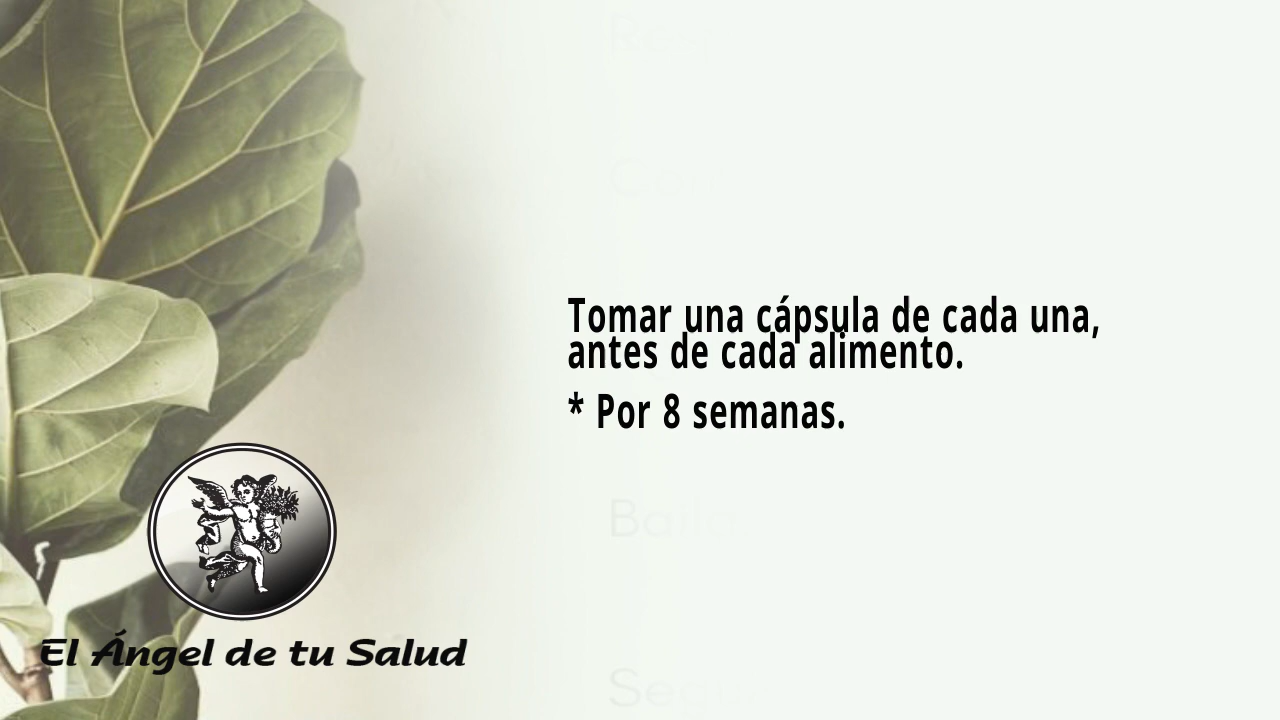 Tomar una cápsula de cada una,
antes de cada alimento.
* Por 8 semanas.
El Ángel de tu Salud